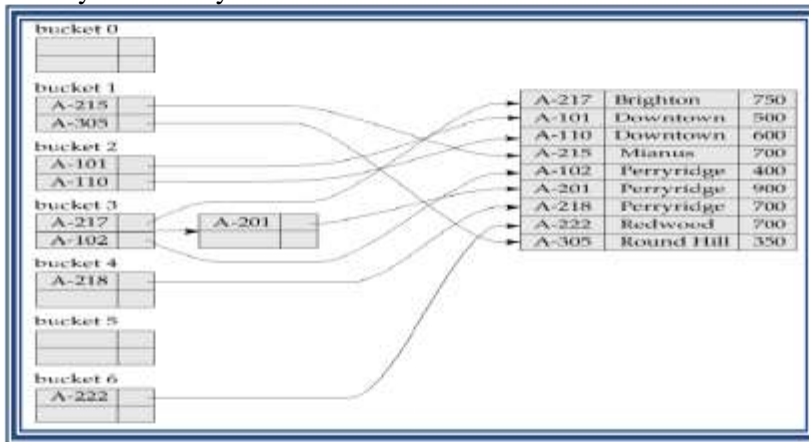 bucket 0
bucket 1
A-215
A-305
bucket 2
A-101
A-110
bucket 3
A-217
A-102
A-201
bucket 4
A-218
bucket 5
bucket 6
A-222
A-217 Brighton 750
A-101 Downtown 500
A-110 Downtown 600
A-215 Mianus 700
A-102 Perryridge 400
A-201 Perryridge 900
A-218 Perryridge 700
A-222 Redwood 700
A-305 Round Hill 350